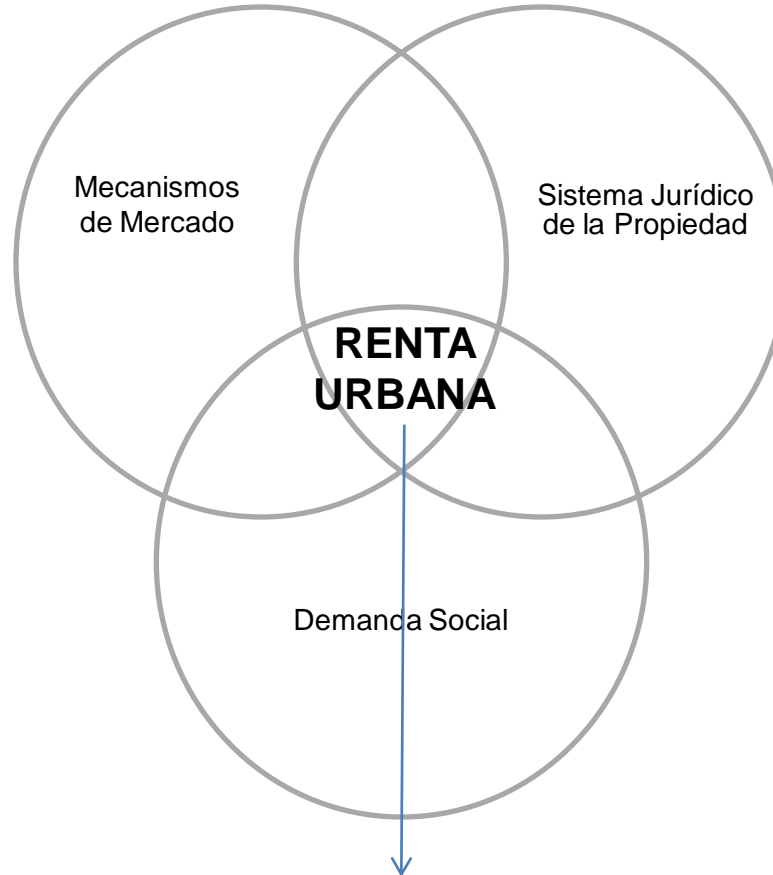 Mecanismos
de Mercado
Sistema Jurídico
de la Propiedad
RENTA
URBANA
Demanda Social